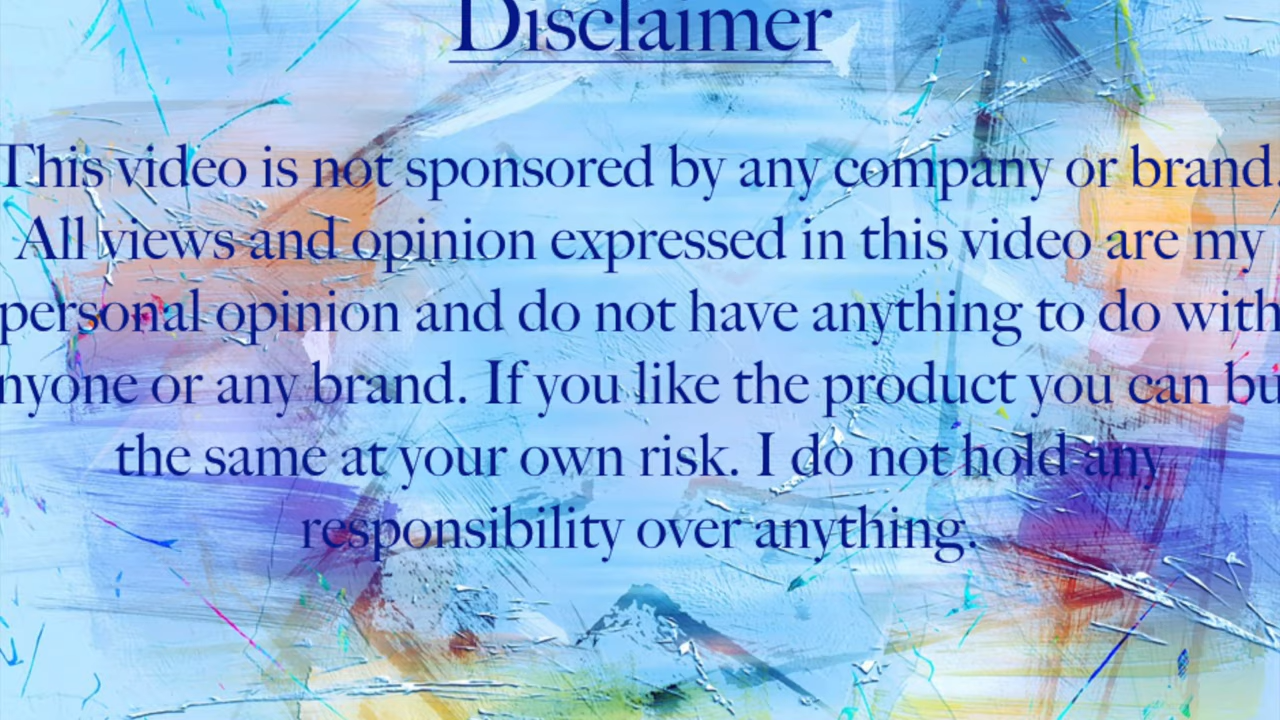 Disclaimer
This video is not sponsored by any company or brand.
All views and opinion expressed in this video are my
personal opinion and do not have anything to do with
nyone or any brand. If you like the product you can bu
the same at your own risk. I do not hold any
responsibility over anything.